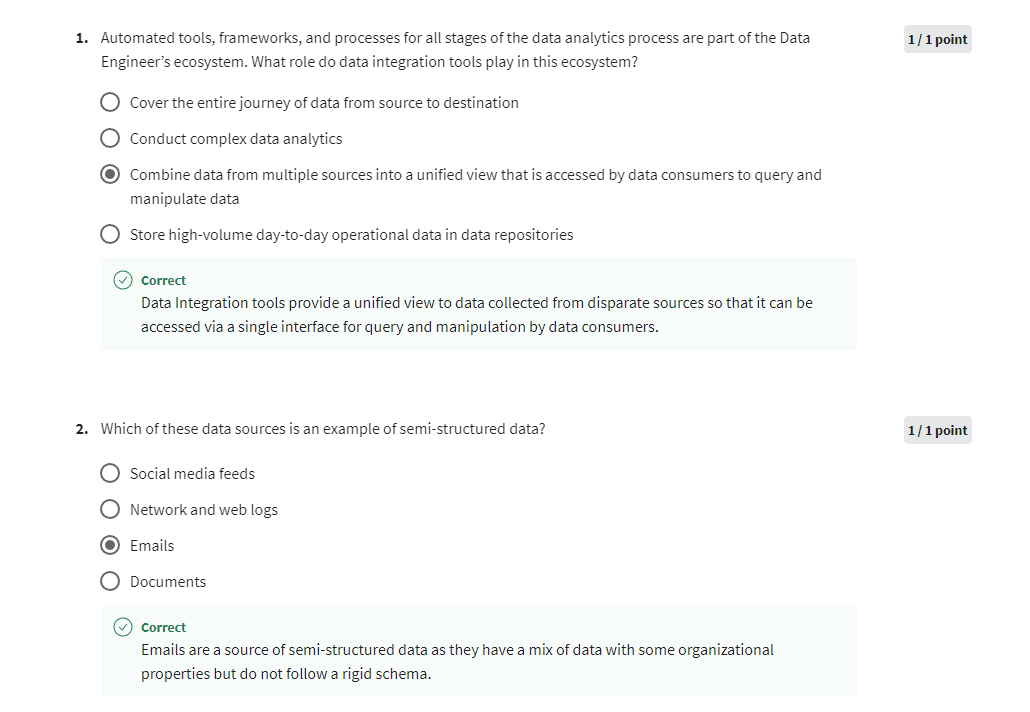 1. Automated tools, frameworks, and processes for all stages of the data analytics process are part of the Data
1 / 1 point
Engineer's ecosystem. What role do data integration tools play in this ecosystem?
Cover the entire journey of data from source to destination
Conduct complex data analytics
Combine data from multiple sources into a unified view that is accessed by data consumers to query and
manipulate data
Store high-volume day-to-day operational data in data repositories
Correct
Data Integration tools provide a unified view to data collected from disparate sources so that it can be
accessed via a single interface for query and manipulation by data consumers.
2. Which of these data sources is an example of semi-structured data?
1 / 1 point
Social media feeds
Network and web logs
Emails
Documents
Correct
Emails are a source of semi-structured data as they have a mix of data with some organizational
properties but do not follow a rigid schema.